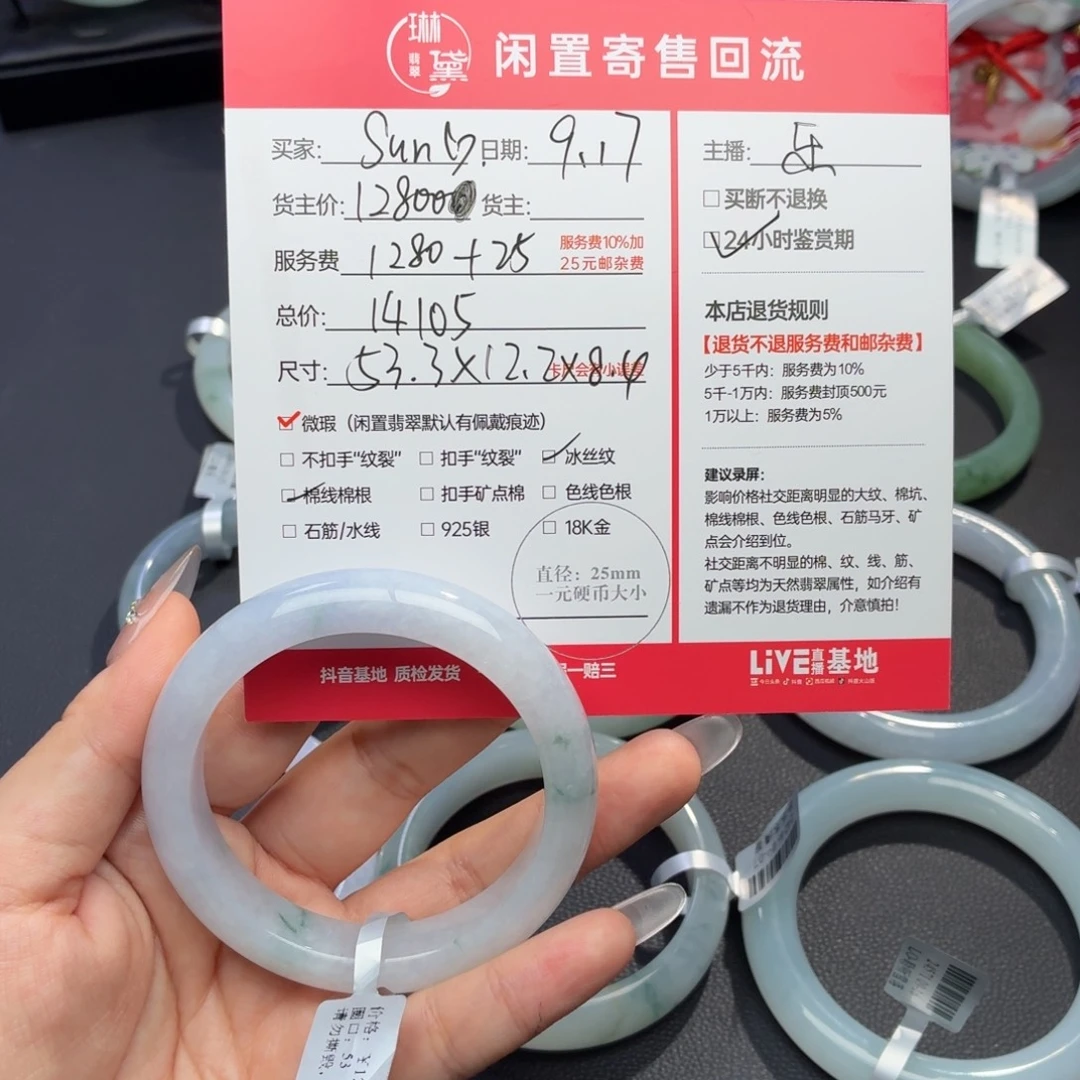 琳
翡翠 黛
闲置寄售回流
买家: Sun 日期: 9.17
货主价: 12800 货主:
服务费 1280+25 服务费10%加
25元邮杂费
总价: 14105
尺寸: 53.3X12.2X8.4
微瑕（闲置翡翠默认有佩戴痕迹）
不扣手“纹裂” 扣手“纹裂” 冰丝纹
棉线棉根 扣手矿点棉 色线色根
石筋/水线 925银 18K金
直径：25mm
一元硬币大小
抖音基地 质检发货
一赔三
主播:
买断不退换
24小时鉴赏期
本店退货规则
【退货不退服务费和邮杂费】
少于5千内：服务费为10%
5千-1万内：服务费封顶500元
1万以上：服务费为5%
建议录屏：
影响价格社交距离明显的大纹、棉坑、
棉线棉根、色线色根、石筋马牙、矿
点会介绍到位。
社交距离不明显的棉、纹、线、筋、
矿点等均为天然翡翠属性，如介绍有
遗漏不作为退货理由，介意慎拍！
LiVE直播基地
价格：
圈口：53
请勿撕毁.